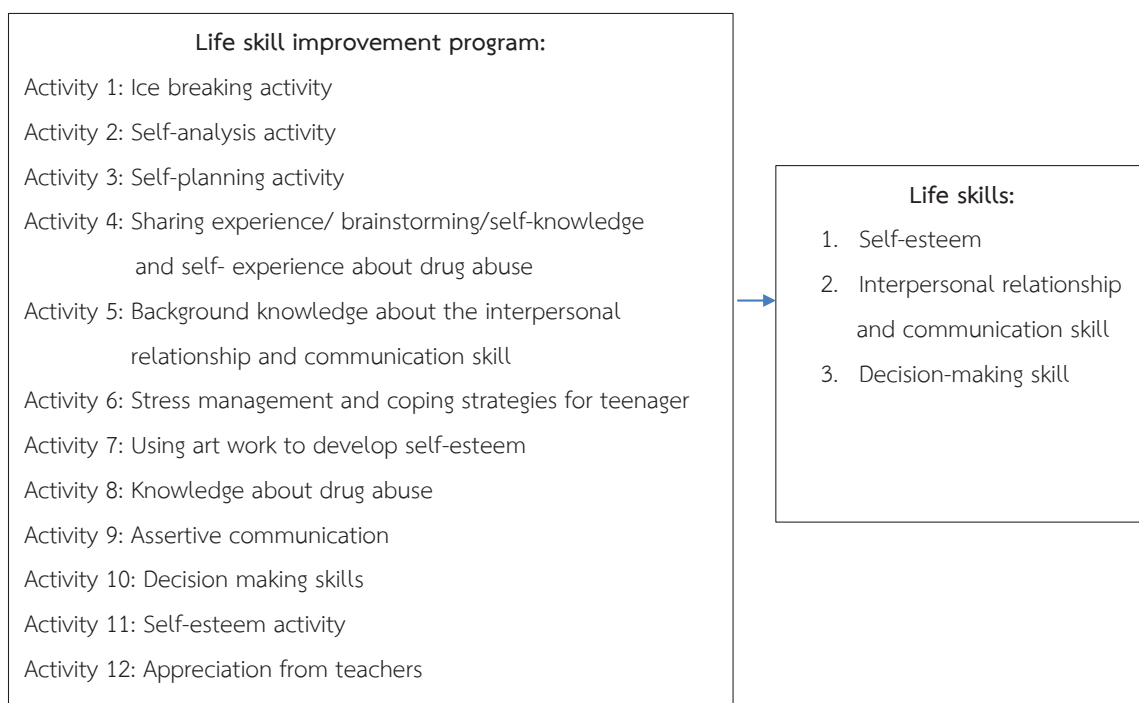 Life skill improvement program:
Activity 1: Ice breaking activity
Activity 2: Self-analysis activity
Activity 3: Self-planning activity
Activity 4: Sharing experience/ brainstorming/self-knowledge
and self- experience about drug abuse
Activity 5: Background knowledge about the interpersonal
relationship and communication skill
Activity 6: Stress management and coping strategies for teenager
Activity 7: Using art work to develop self-esteem
Activity 8: Knowledge about drug abuse
Activity 9: Assertive communication
Activity 10: Decision making skills
Activity 11: Self-esteem activity
Activity 12: Appreciation from teachers
Life skills:
1. Self-esteem
2. Interpersonal relationship
and communication skill
3. Decision-making skill